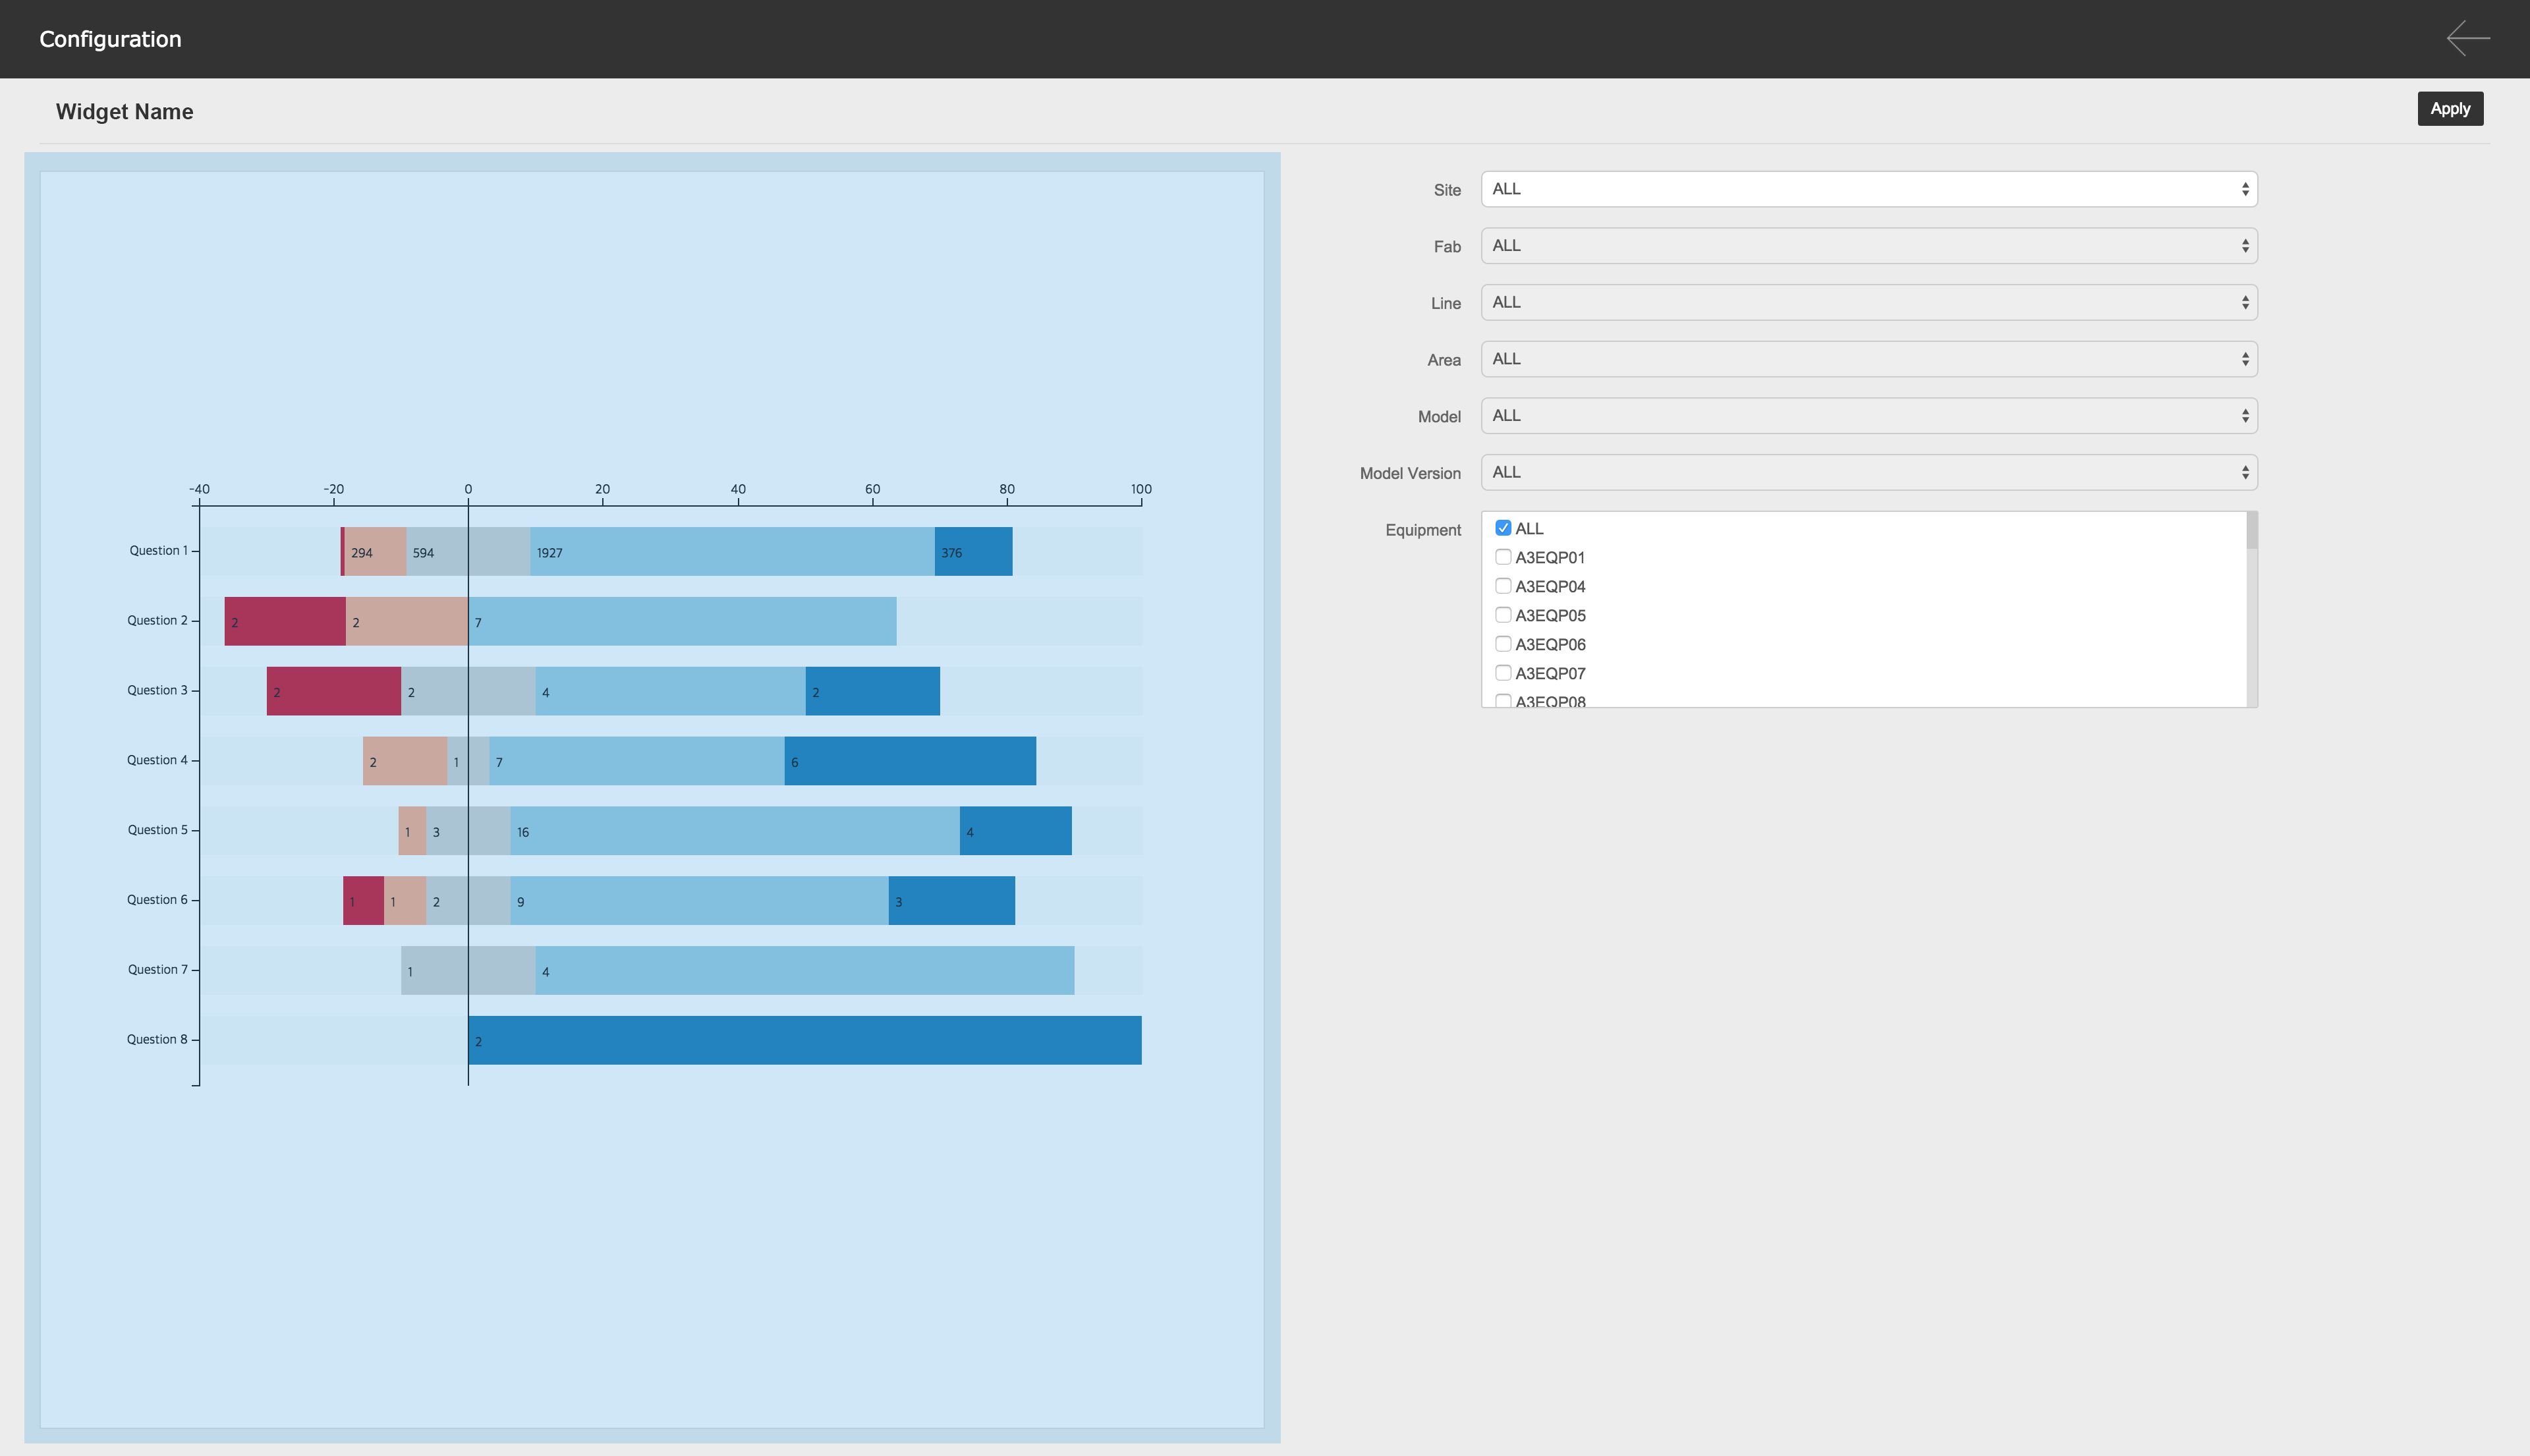 Configuration
Widget Name
Apply
-40 -20 0 20 40 60 80 100
Question 1 294 594 1927 376
Question 2 2 2 7
Question 3 2 2 4 2
Question 4 2 1 7 6
Question 5 1 3 16 4
Question 6 1 1 2 9 3
Question 7 1 4
Question 8 2
Site ALL
Fab ALL
Line ALL
Area ALL
Model ALL
Model Version ALL
Equipment ALL
A3EQP01
A3EQP04
A3EQP05
A3EQP06
A3EQP07
A3EQP08